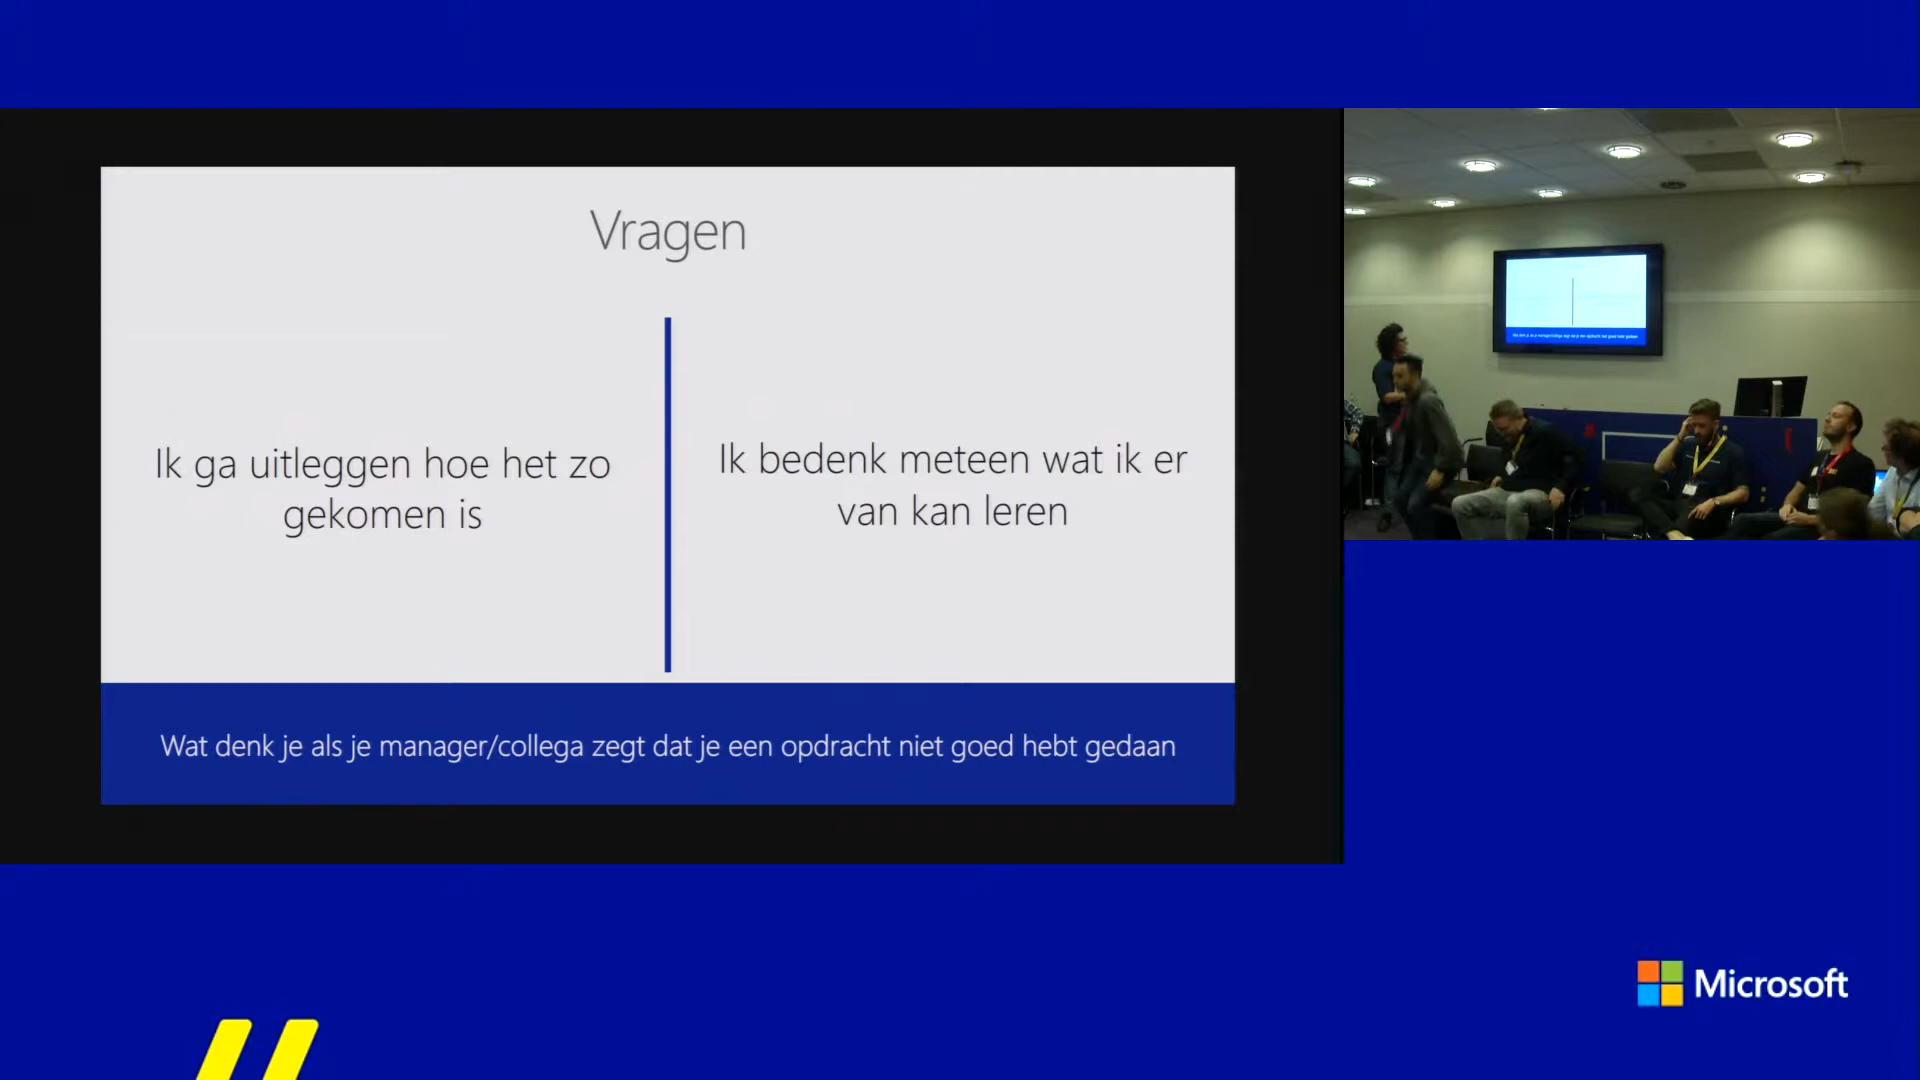 Vragen
Ik ga uitleggen hoe het zo
gekomen is
Ik bedenk meteen wat ik er
van kan leren
Wat denk je als je manager/collega zegt dat je een opdracht niet goed hebt gedaan
Microsoft